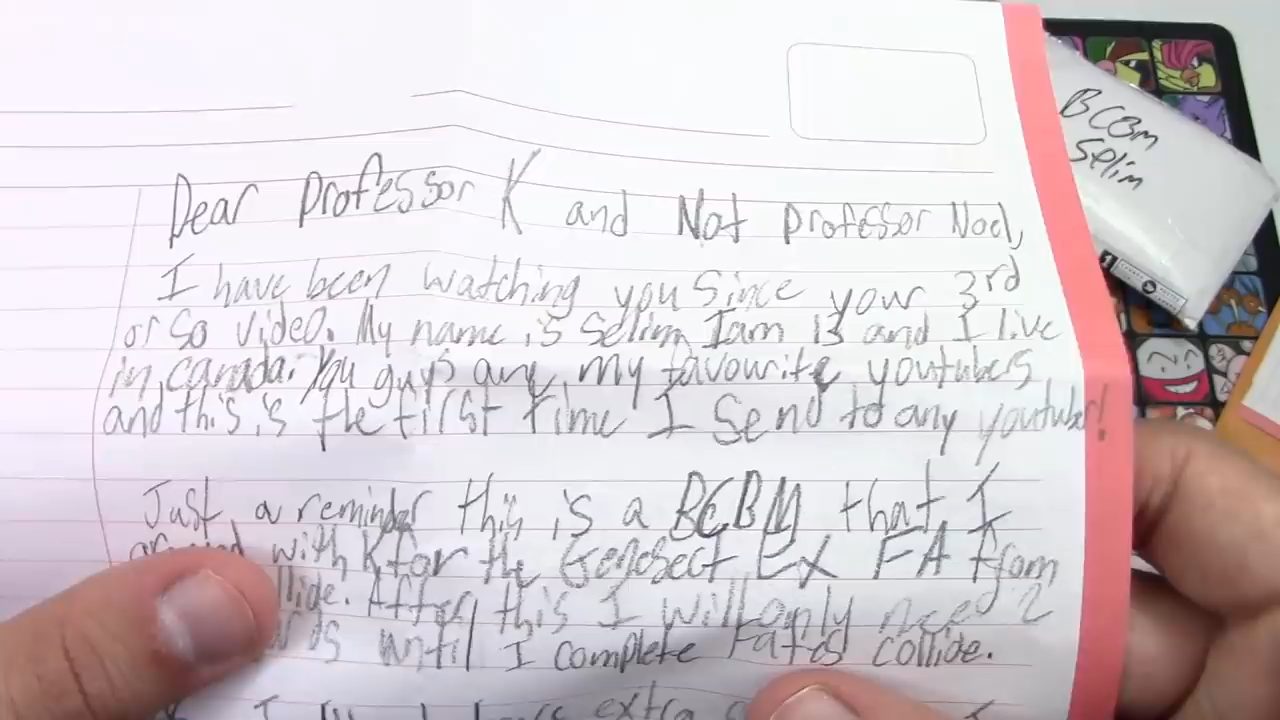 Dear Professor K and Not Professor Noel,
I have been watching you since your 3rd
or so video. My name is Selim, I am 13 and I live
in, canada. You guys are, my favourite youtubers
and this is the first time I send to any youtuber!
Just a reminder this is a BCBM that I
with K for the Genesect EX FA from
After this I will only need 2
until I complete Fates collide.
extra
BCBM
Selim